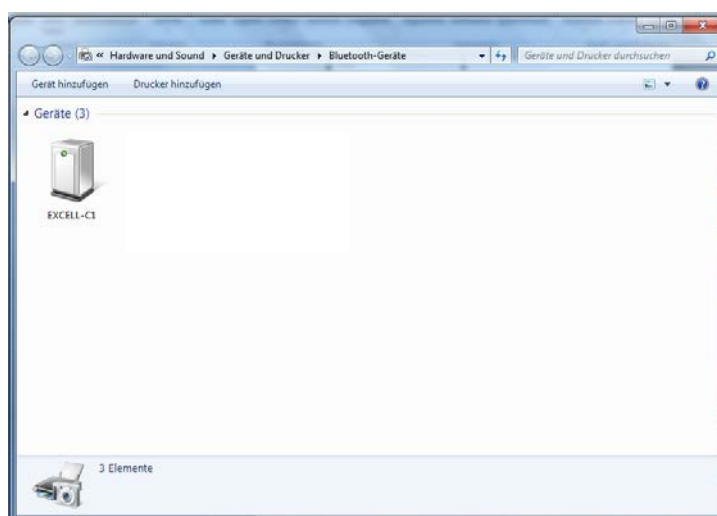 « Hardware und Sound ▸ Geräte und Drucker ▸ Bluetooth-Geräte
Geräte und Drucker durchsuchen
Gerät hinzufügen Drucker hinzufügen
Geräte (3)
EXCELL-C1
3 Elemente